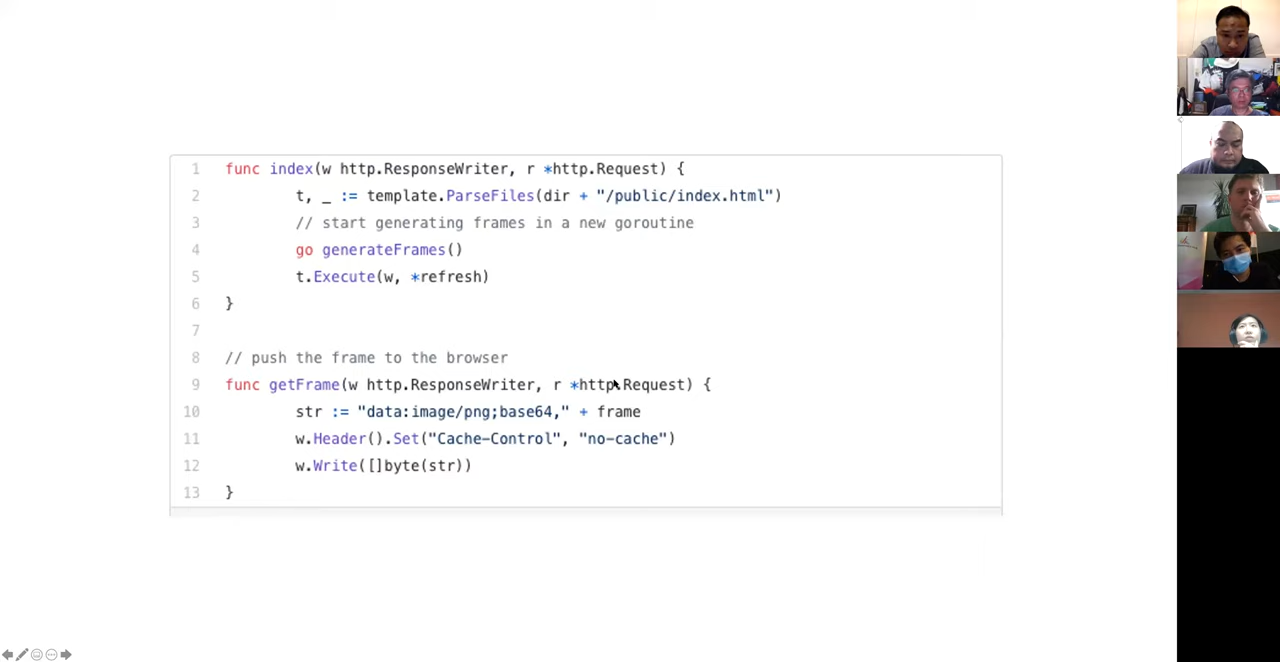 1 func index(w http.ResponseWriter, r *http.Request) {
2 t, _ := template.ParseFiles(dir + "/public/index.html")
3 // start generating frames in a new goroutine
4 go generateFrames()
5 t.Execute(w, *refresh)
6 }
7
8 // push the frame to the browser
9 func getFrame(w http.ResponseWriter, r *http.Request) {
10 str := "data:image/png;base64," + frame
11 w.Header().Set("Cache-Control", "no-cache")
12 w.Write([]byte(str))
13 }